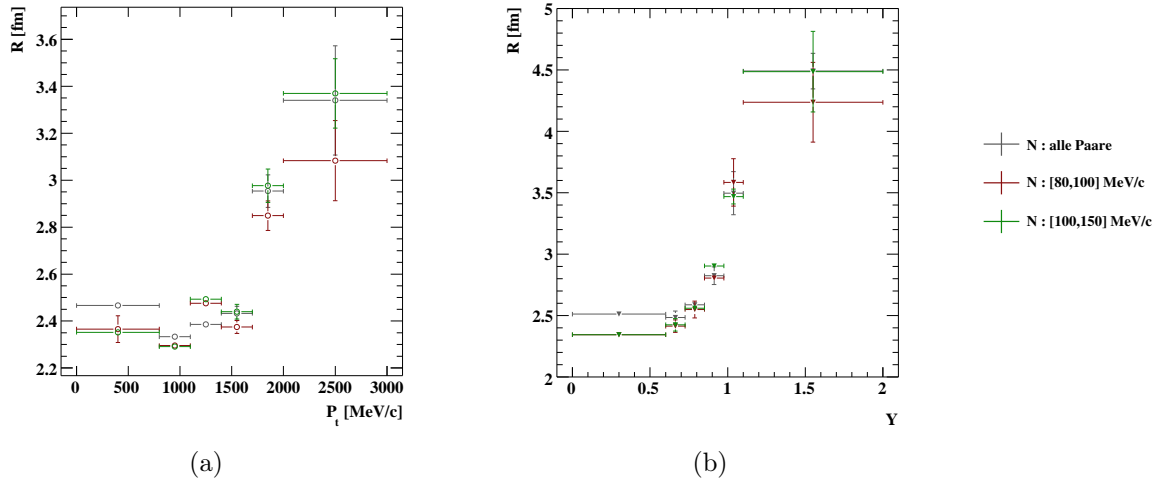 R [fm]
3.6
3.4
3.2
3
2.8
2.6
2.4
2.2
0 500 1000 1500 2000 2500 3000
P_t [MeV/c]
(a)
R [fm]
5
4.5
4
3.5
3
2.5
2
0 0.5 1 1.5 2
Y
(b)
N : alle Paare
N : [80,100] MeV/c
N : [100,150] MeV/c